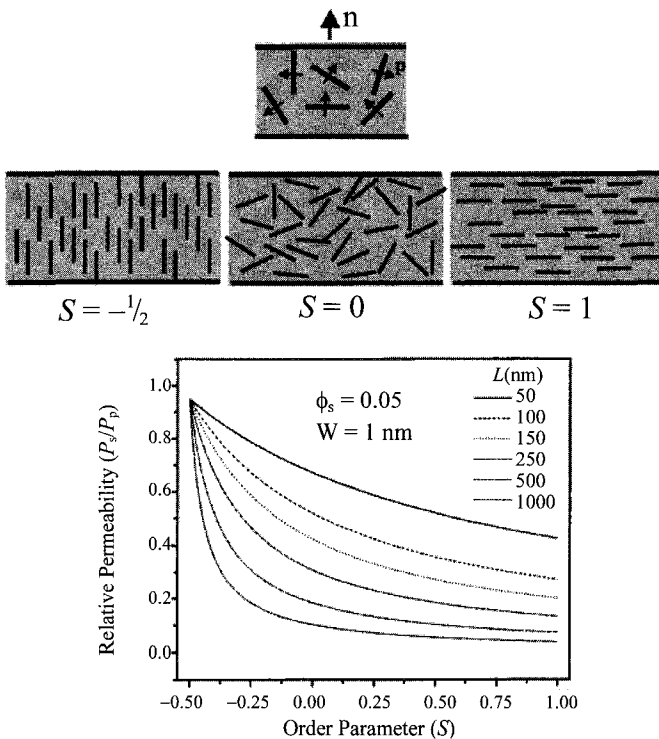 n
p
S = –1/2
S = 0
S = 1
Relative Permeability (Ps/Pp)
1.0
0.8
0.6
0.4
0.2
0.0
ϕs = 0.05
W = 1 nm
L(nm)
50
100
150
250
500
1000
–0.50
–0.25
0.00
0.25
0.50
0.75
1.00
Order Parameter (S)